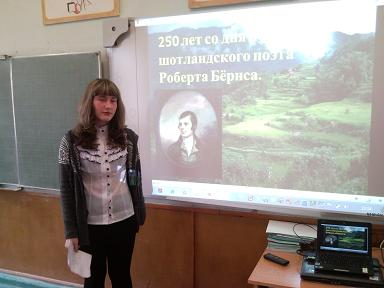 250 лет со дня
шотландского поэта
Роберта Бёрнса.